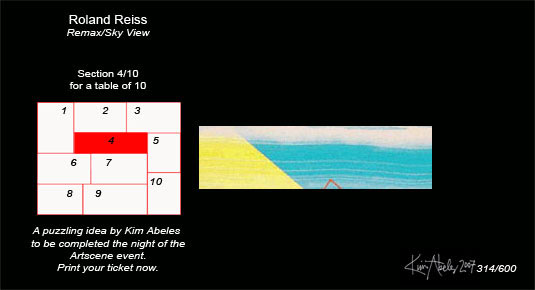 Roland Reiss
Remax/Sky View
Section 4/10
for a table of 10
1 2 3
4 5
6 7
8 9 10
A puzzling idea by Kim Abeles
to be completed the night of the
Artscene event.
Print your ticket now.
Kim Abeles 2007 314/600